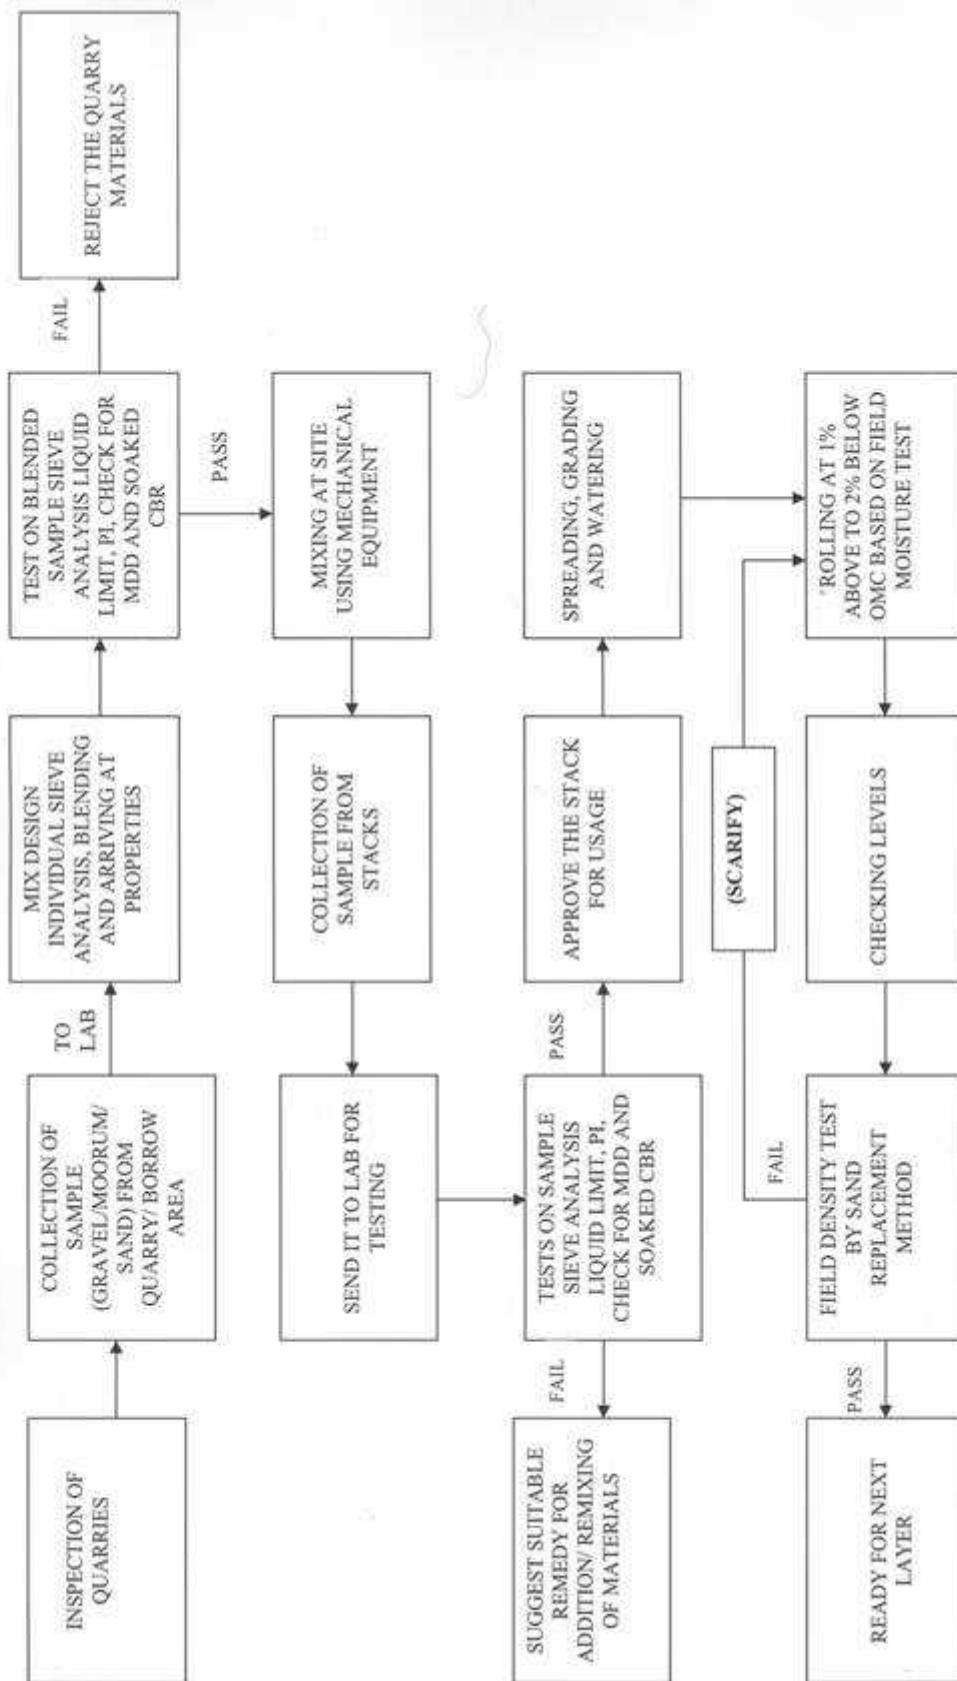 INSPECTION OF
QUARRIES
COLLECTION OF
SAMPLE
(GRAVEL/MOORUM/
SAND) FROM
QUARRY/ BORROW
AREA
TO
LAB
MIX DESIGN
INDIVIDUAL SIEVE
ANALYSIS, BLENDING
AND ARRIVING AT
PROPERTIES
TEST ON BLENDED
SAMPLE SIEVE
ANALYSIS LIQUID
LIMIT, PI, CHECK FOR
MDD AND SOAKED
CBR
FAIL
REJECT THE QUARRY
MATERIALS
PASS
MIXING AT SITE
USING MECHANICAL
EQUIPMENT
COLLECTION OF
SAMPLE FROM
STACKS
SEND IT TO LAB FOR
TESTING
TESTS ON SAMPLE
SIEVE ANALYSIS
LIQUID LIMIT, PI,
CHECK FOR MDD AND
SOAKED CBR
FAIL
SUGGEST SUITABLE
REMEDY FOR
ADDITION/ REMIXING
OF MATERIALS
PASS
APPROVE THE STACK
FOR USAGE
SPREADING, GRADING
AND WATERING
ROLLING AT 1%
ABOVE TO 2% BELOW
OMC BASED ON FIELD
MOISTURE TEST
(SCARIFY)
CHECKING LEVELS
FIELD DENSITY TEST
BY SAND
REPLACEMENT
METHOD
FAIL
PASS
READY FOR NEXT
LAYER